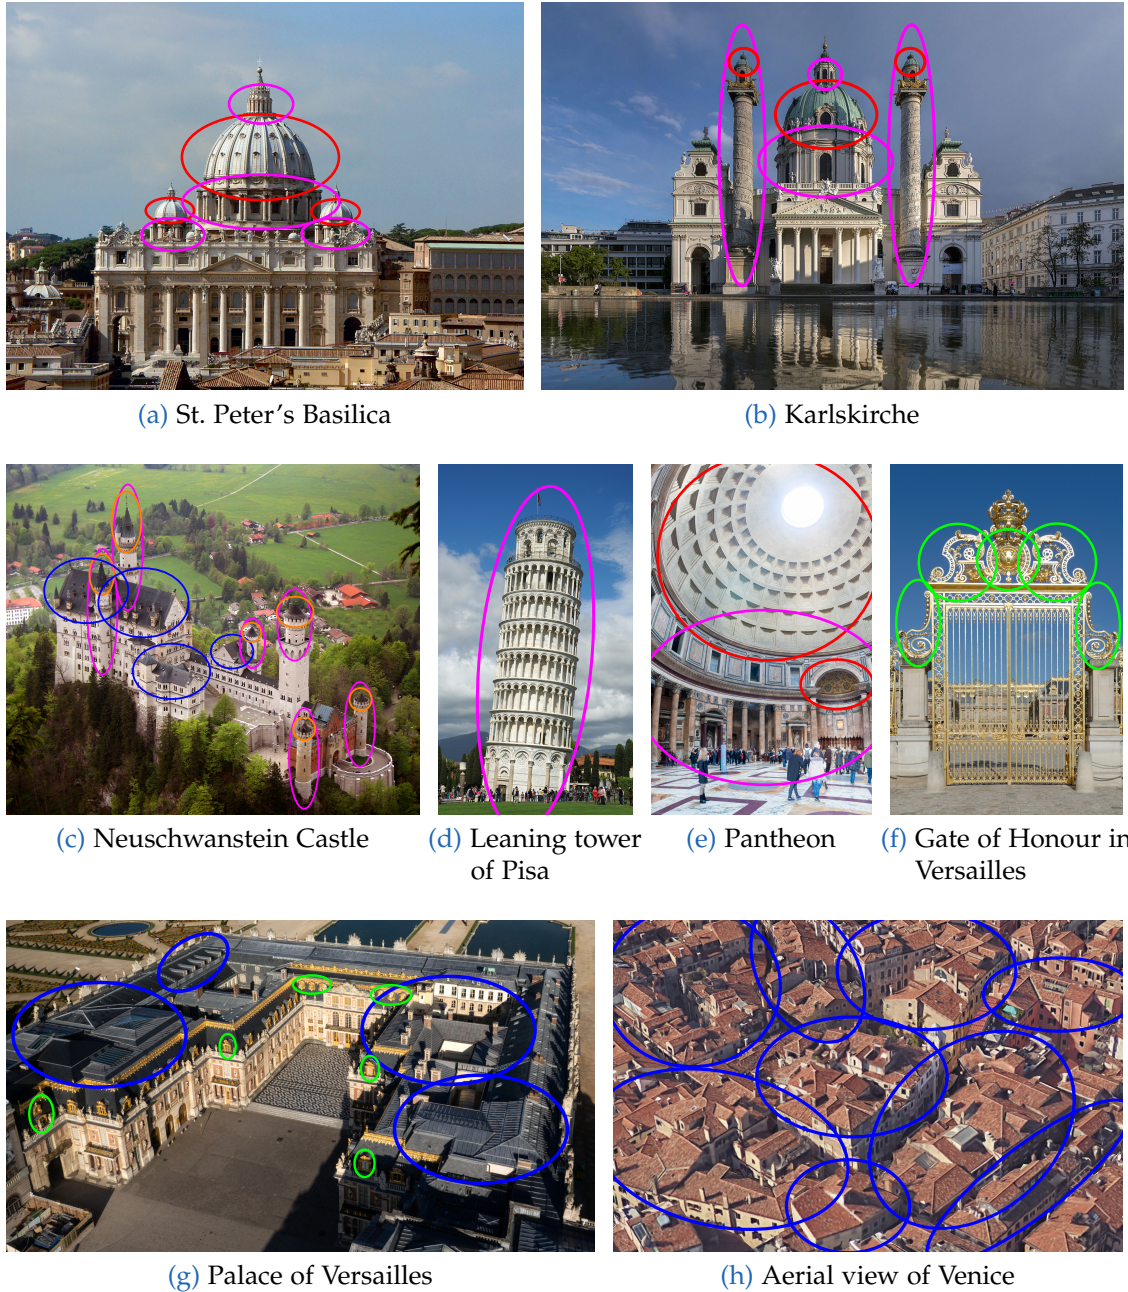 (a) St. Peter's Basilica
(b) Karlskirche
(c) Neuschwanstein Castle
(d) Leaning tower
of Pisa
(e) Pantheon
(f) Gate of Honour in
Versailles
(g) Palace of Versailles
(h) Aerial view of Venice